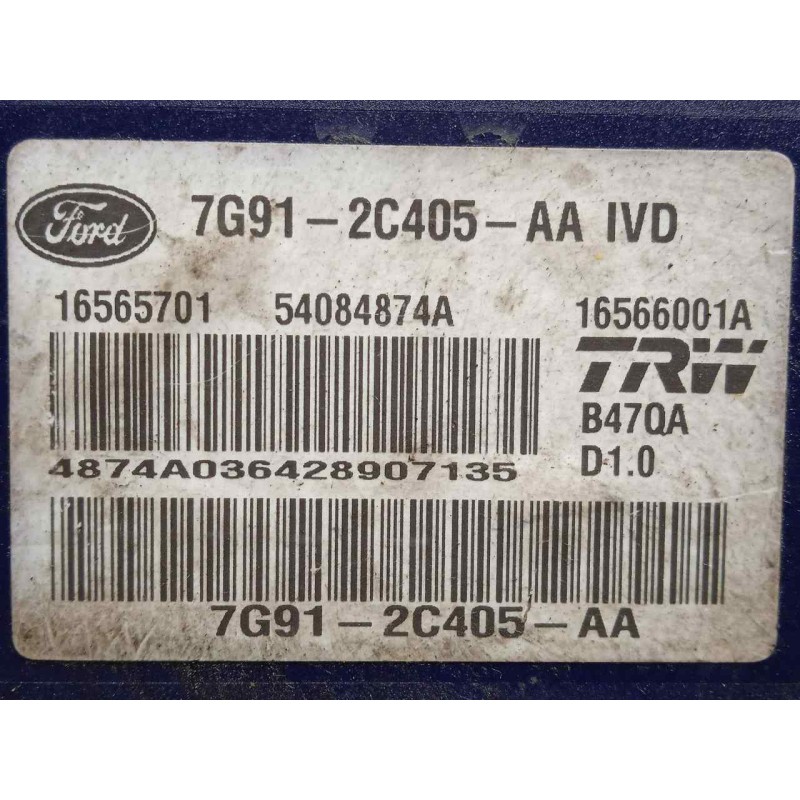 Ford 7G91-2C405-AA IVD
16565701 54084874A 16566001A
TRW
B47QA
4874A036428907135 D1.0
7G91-2C405-AA